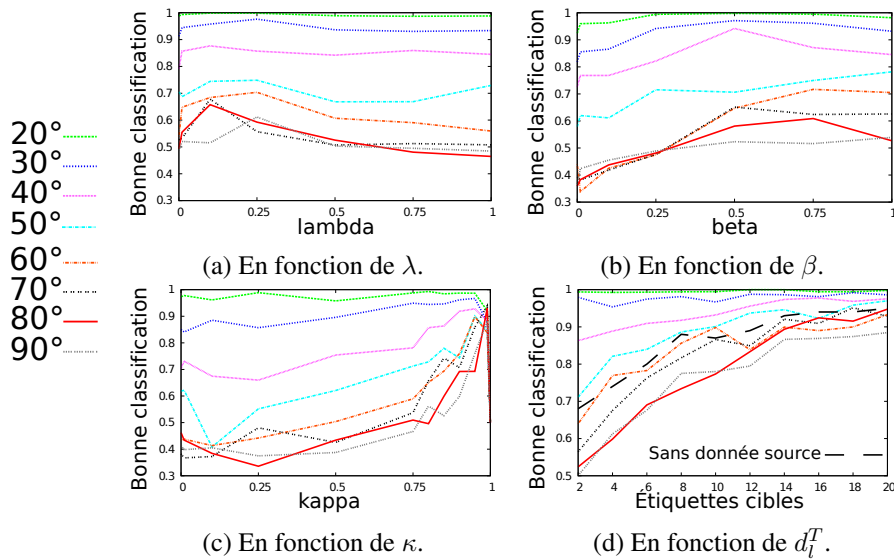 20°
30°
40°
50°
60°
70°
80°
90°
Bonne classification
1
0.9
0.8
0.7
0.6
0.5
0.4
0.3
0 0.25 0.5 0.75 1
lambda
(a) En fonction de λ.
Bonne classification
1
0.9
0.8
0.7
0.6
0.5
0.4
0.3
0 0.25 0.5 0.75 1
beta
(b) En fonction de β.
Bonne classification
1
0.9
0.8
0.7
0.6
0.5
0.4
0.3
0 0.25 0.5 0.75 1
kappa
(c) En fonction de κ.
Bonne classification
1
0.9
0.8
0.7
0.6
0.5
Sans donnée source
2 4 6 8 10 12 14 16 18 20
Étiquettes cibles
(d) En fonction de d_l^T.